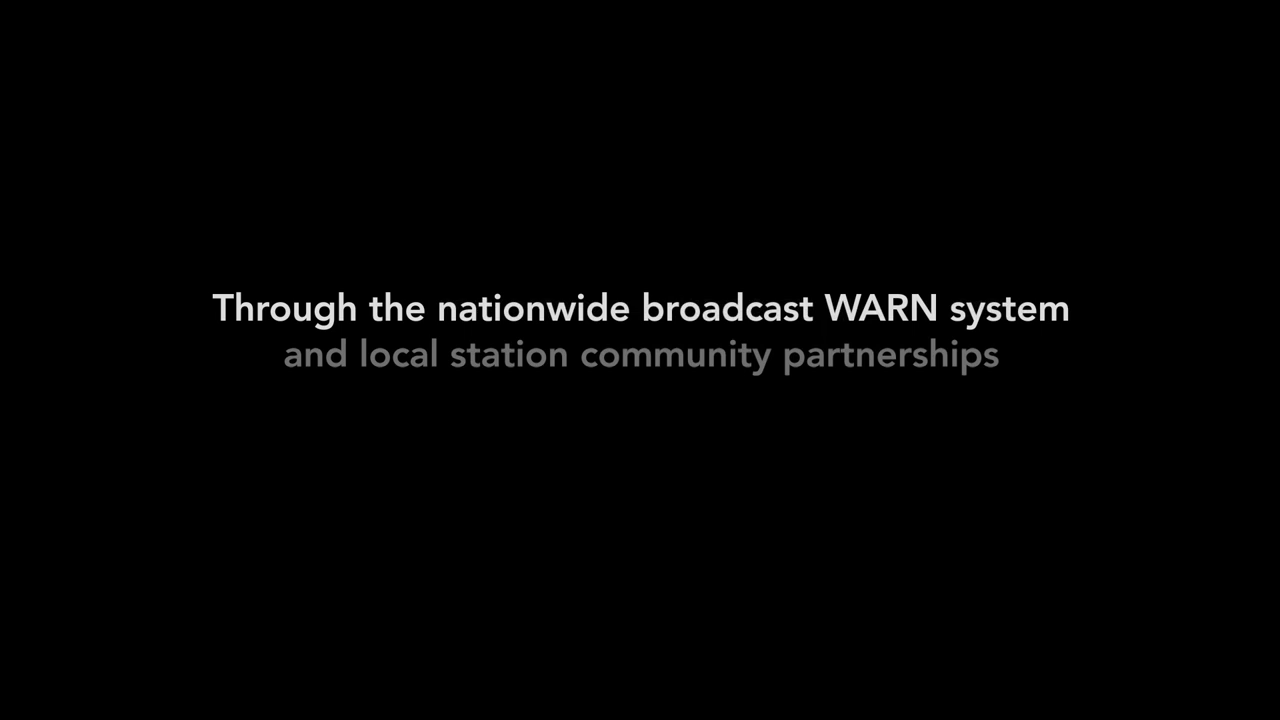 Through the nationwide broadcast WARN system
and local station community partnerships